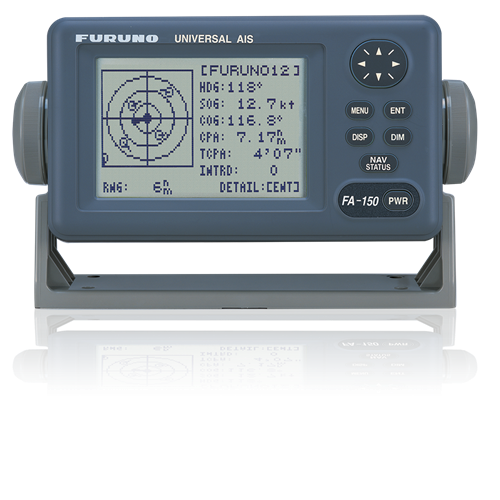 FURUNO UNIVERSAL AIS
[FURUNO12]
HDG:118°
SOG: 12.7kt
COG:116.8°
CPA: 7.17nm
TCPA: 4'07"
INTRD: 0
RNG: 6nm DETAIL:[ENT]
MENU ENT
DISP DIM
NAV
STATUS
FA-150 PWR